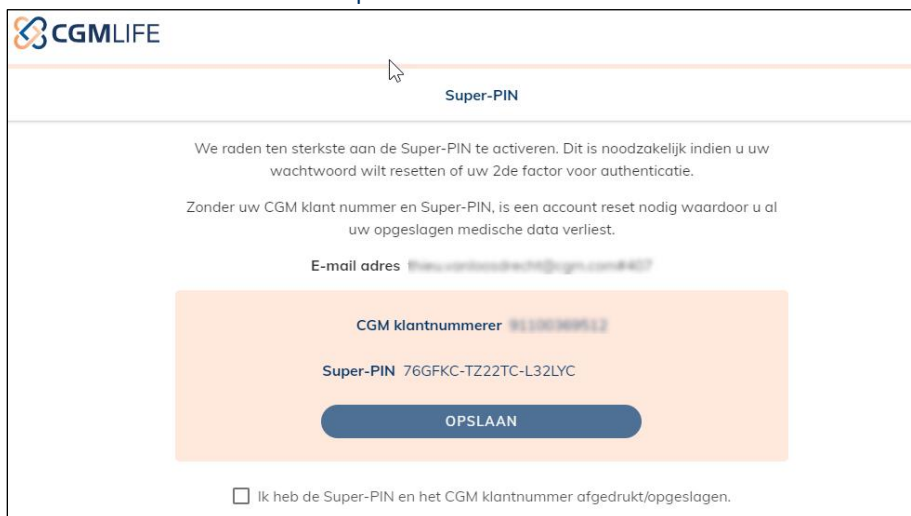 CGMLIFE
Super-PIN
We raden ten sterkste aan de Super-PIN te activeren. Dit is noodzakelijk indien u uw
wachtwoord wilt resetten of uw 2de factor voor authenticatie.
Zonder uw CGM klant nummer en Super-PIN, is een account reset nodig waardoor u al
uw opgeslagen medische data verliest.
E-mail adres
CGM klantnummerer
Super-PIN 76GFKC-TZ22TC-L32LYC
OPSLAAN
Ik heb de Super-PIN en het CGM klantnummer afgedrukt/opgeslagen.